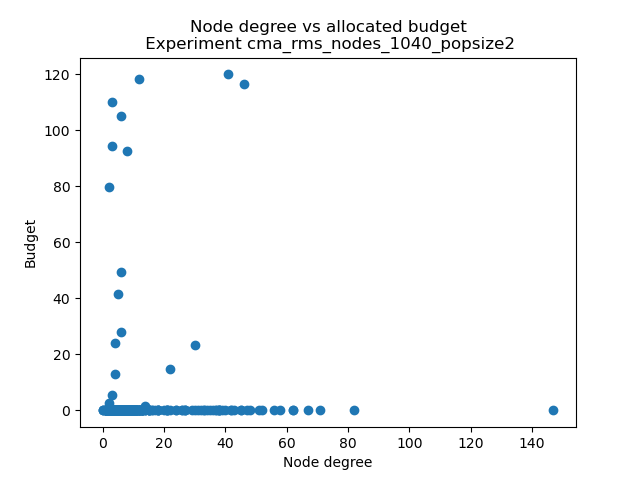 Node degree vs allocated budget
Experiment cma_rms_nodes_1040_popsize2
120
100
80
60
40
20
0
Budget
0 20 40 60 80 100 120 140
Node degree